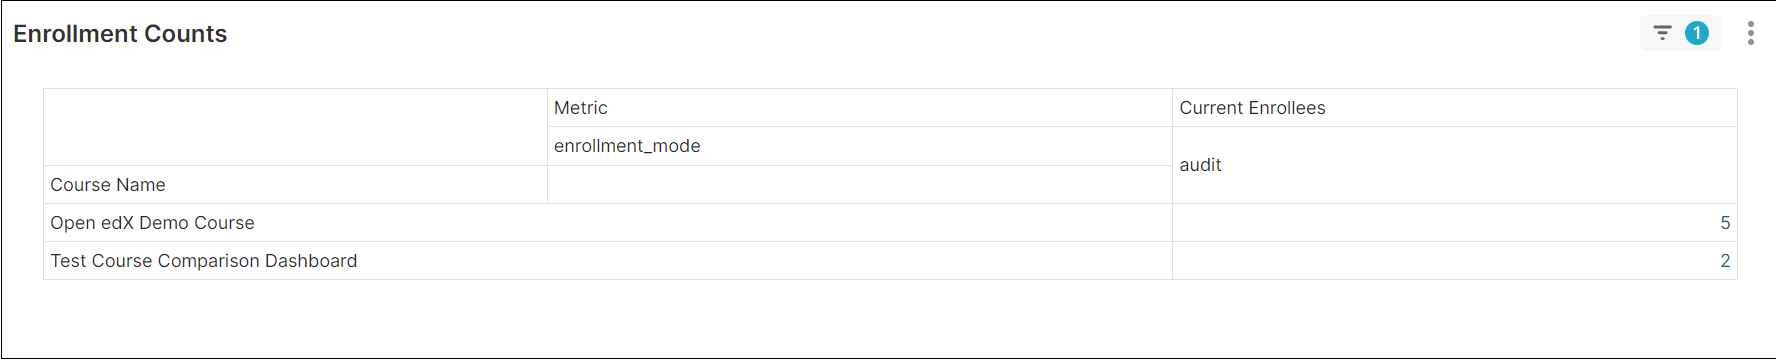 Enrollment Counts
1
Metric
Current Enrollees
enrollment_mode
audit
Course Name
Open edX Demo Course 5
Test Course Comparison Dashboard 2